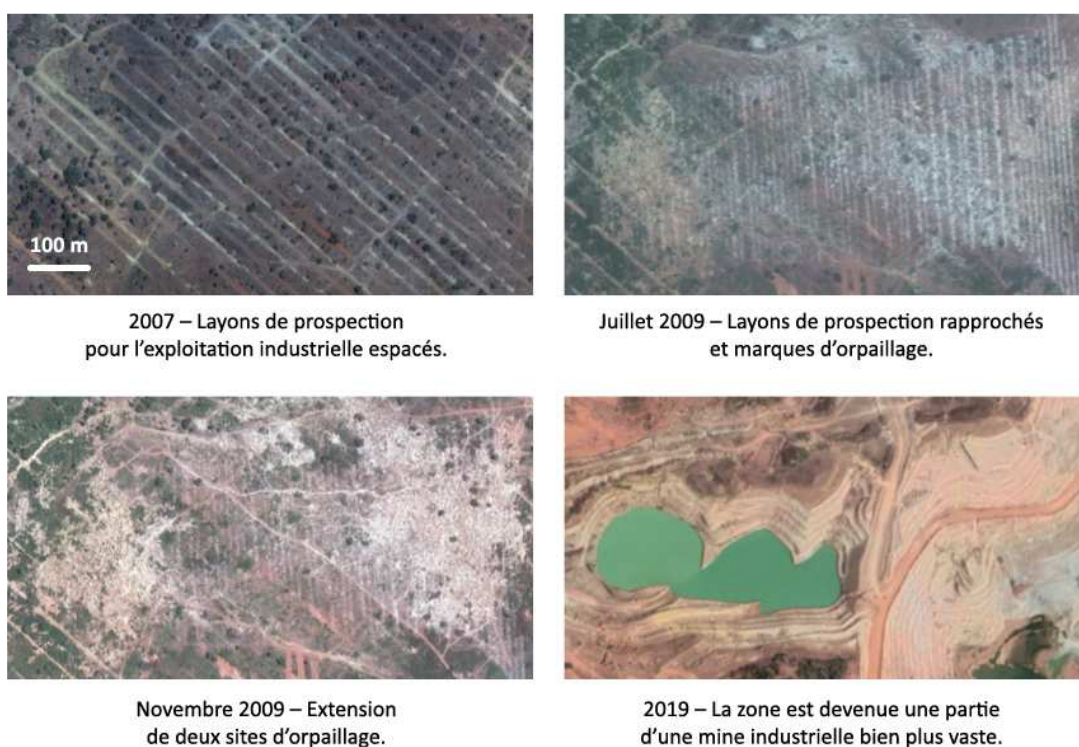 100 m
2007 – Layons de prospection
pour l’exploitation industrielle espacés.
Juillet 2009 – Layons de prospection rapprochés
et marques d’orpaillage.
Novembre 2009 – Extension
de deux sites d’orpaillage.
2019 – La zone est devenue une partie
d’une mine industrielle bien plus vaste.